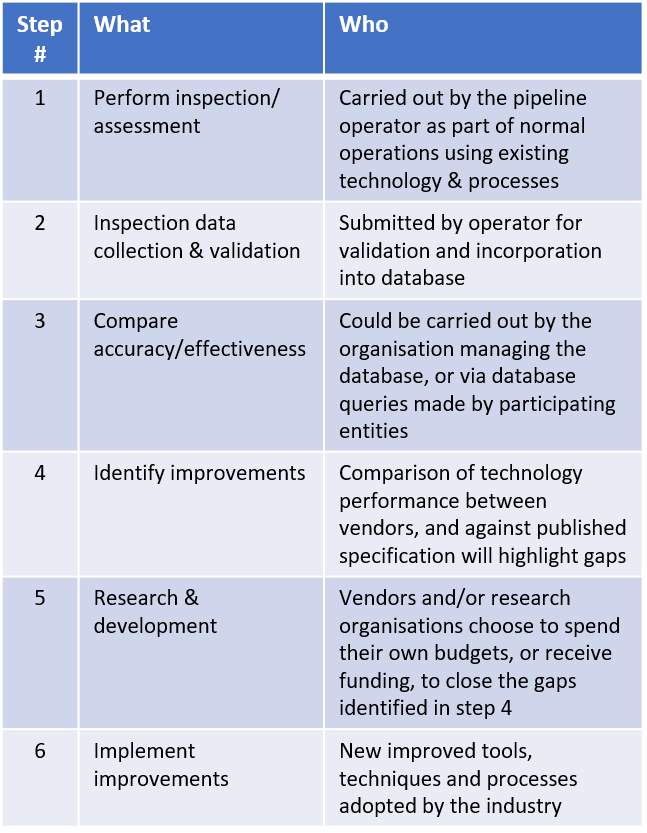 Step
#
What
Who
1
Perform inspection/
assessment
Carried out by the pipeline
operator as part of normal
operations using existing
technology & processes
2
Inspection data
collection & validation
Submitted by operator for
validation and incorporation
into database
3
Compare
accuracy/effectiveness
Could be carried out by the
organisation managing the
database, or via database
queries made by participating
entities
4
Identify improvements
Comparison of technology
performance between
vendors, and against published
specification will highlight gaps
5
Research &
development
Vendors and/or research
organisations choose to spend
their own budgets, or receive
funding, to close the gaps
identified in step 4
6
Implement
improvements
New improved tools,
techniques and processes
adopted by the industry